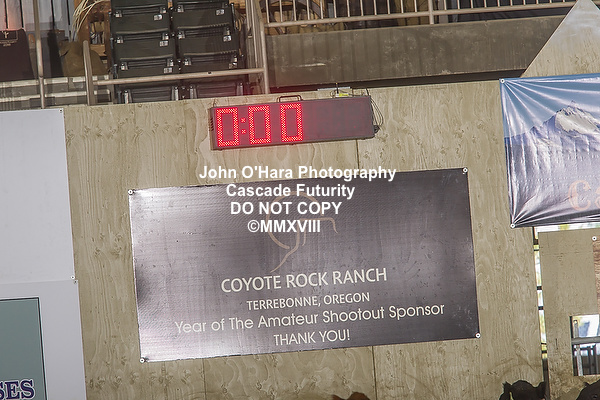 0:00
John O'Hara Photography
Cascade Futurity
DO NOT COPY
©MMXVIII
COYOTE ROCK RANCH
TERREBONNE, OREGON
Year of The Amateur Shootout Sponsor
THANK YOU!